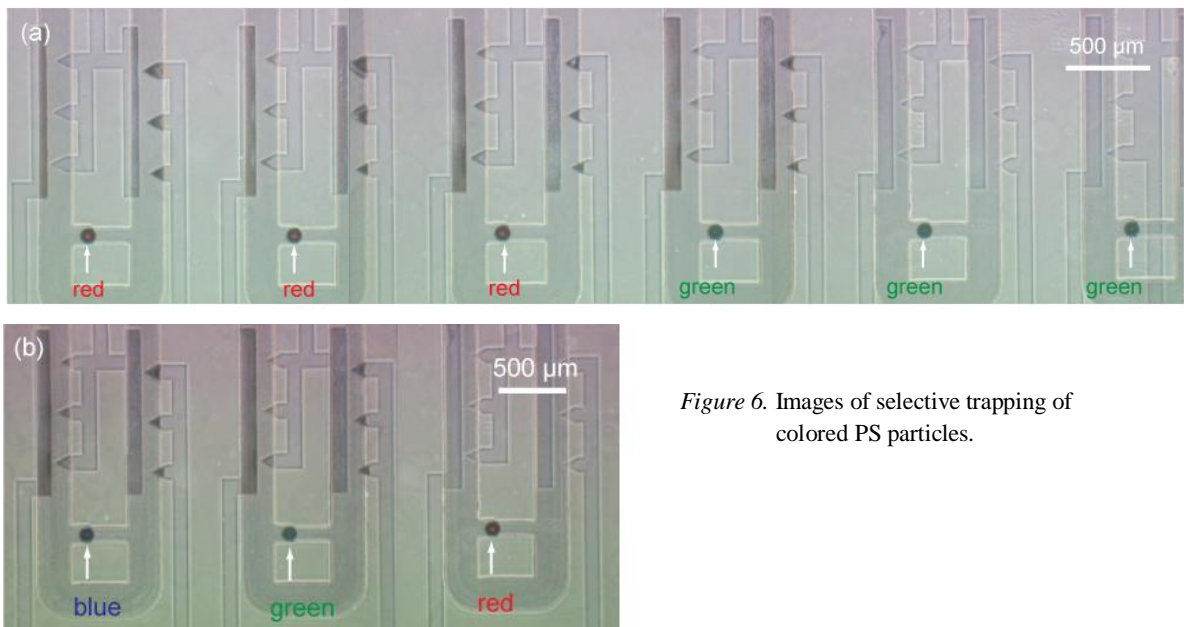 (a)
500 µm
red
red
red
green
green
green
(b)
500 µm
blue
green
red
Figure 6. Images of selective trapping of
colored PS particles.